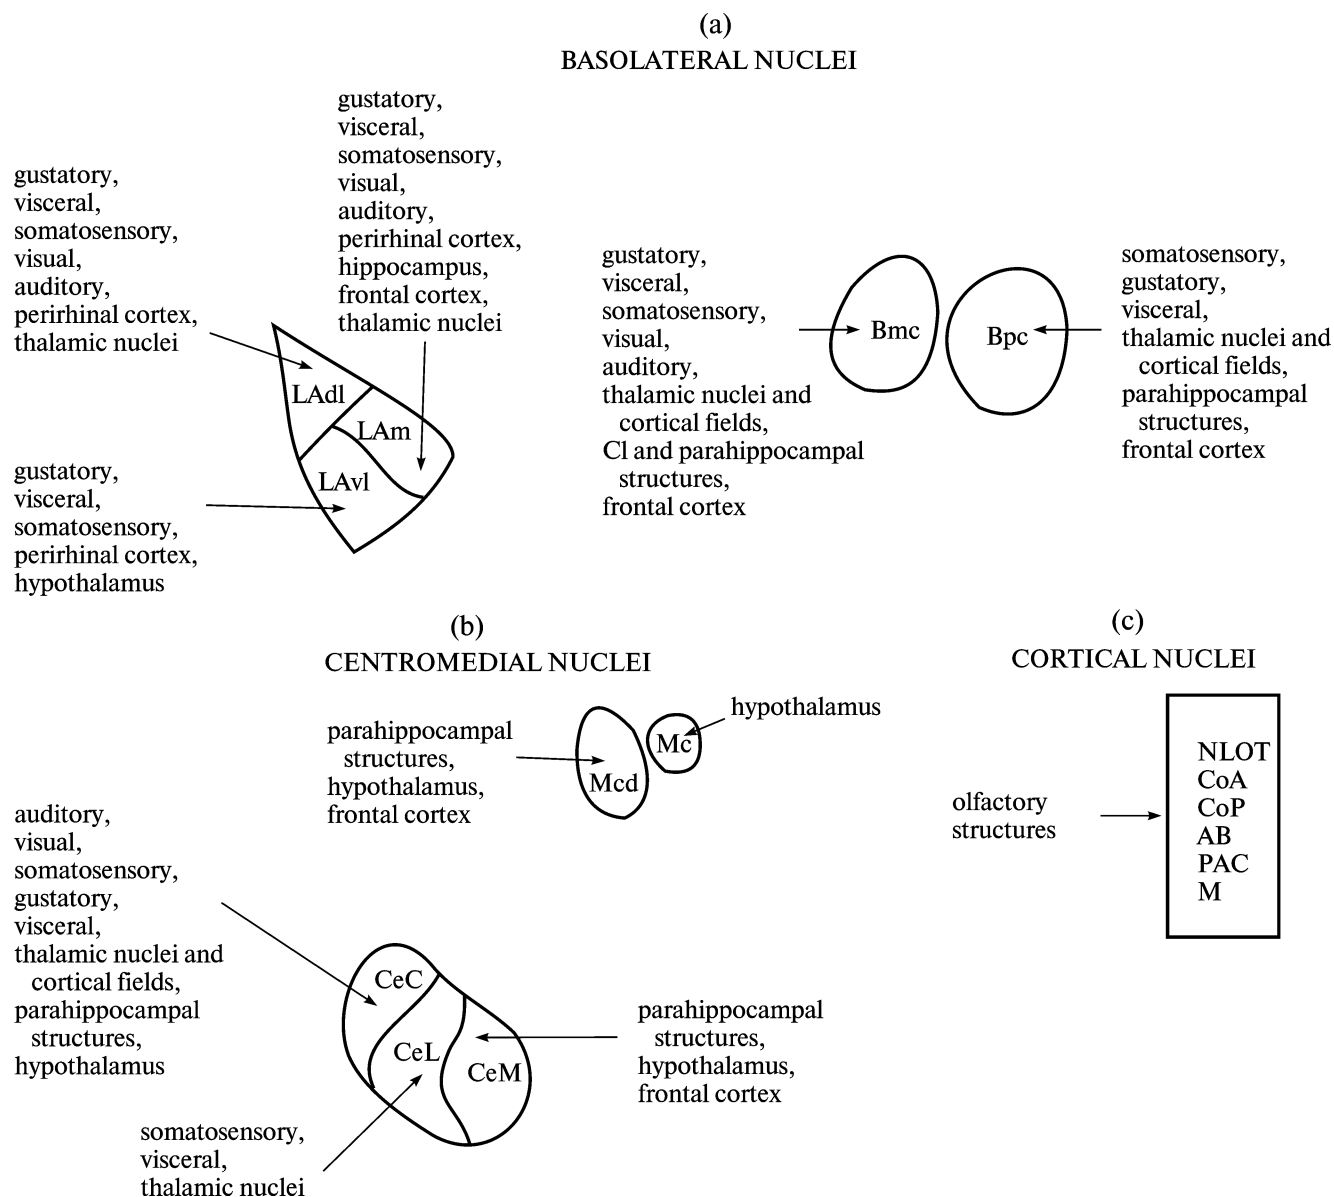 (a)
BASOLATERAL NUCLEI
gustatory,
visceral,
somatosensory,
visual,
auditory,
perirhinal cortex,
thalamic nuclei
gustatory,
visceral,
somatosensory,
visual,
auditory,
perirhinal cortex,
hippocampus,
frontal cortex,
thalamic nuclei
LAdl
LAm
LAvl
gustatory,
visceral,
somatosensory,
perirhinal cortex,
hypothalamus
gustatory,
visceral,
somatosensory,
visual,
auditory,
thalamic nuclei and
cortical fields,
Cl and parahippocampal
structures,
frontal cortex
Bmc
Bpc
somatosensory,
gustatory,
visceral,
thalamic nuclei and
cortical fields,
parahippocampal
structures,
frontal cortex
(b)
CENTROMEDIAL NUCLEI
parahippocampal
structures,
hypothalamus,
frontal cortex
Mcd
Mc
hypothalamus
auditory,
visual,
somatosensory,
gustatory,
visceral,
thalamic nuclei and
cortical fields,
parahippocampal
structures,
hypothalamus
CeC
CeL
CeM
parahippocampal
structures,
hypothalamus,
frontal cortex
somatosensory,
visceral,
thalamic nuclei
(c)
CORTICAL NUCLEI
olfactory
structures
NLOT
CoA
CoP
AB
PAC
M